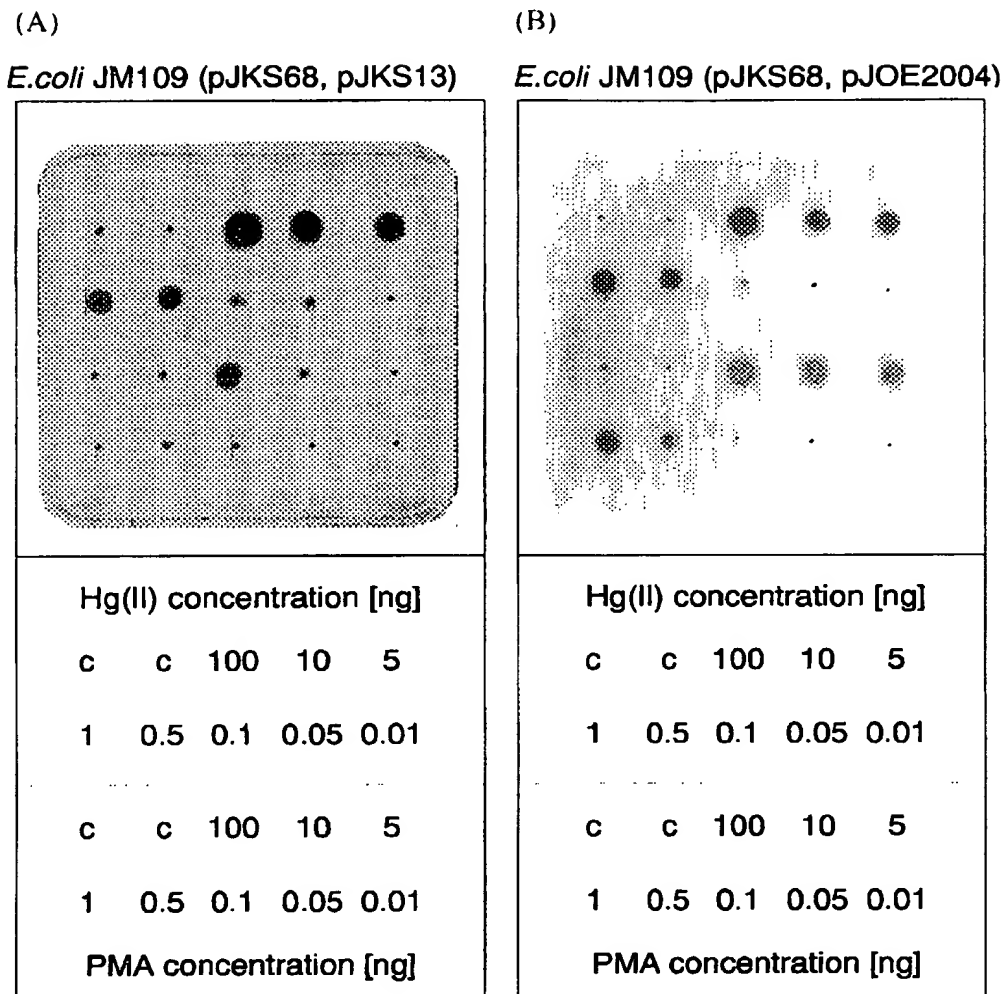 (A)
E.coli JM109 (pJKS68, pJKS13)
Hg(II) concentration [ng]
c c 100 10 5
1 0.5 0.1 0.05 0.01
c c 100 10 5
1 0.5 0.1 0.05 0.01
PMA concentration [ng]
(B)
E.coli JM109 (pJKS68, pJOE2004)
Hg(II) concentration [ng]
c c 100 10 5
1 0.5 0.1 0.05 0.01
c c 100 10 5
1 0.5 0.1 0.05 0.01
PMA concentration [ng]